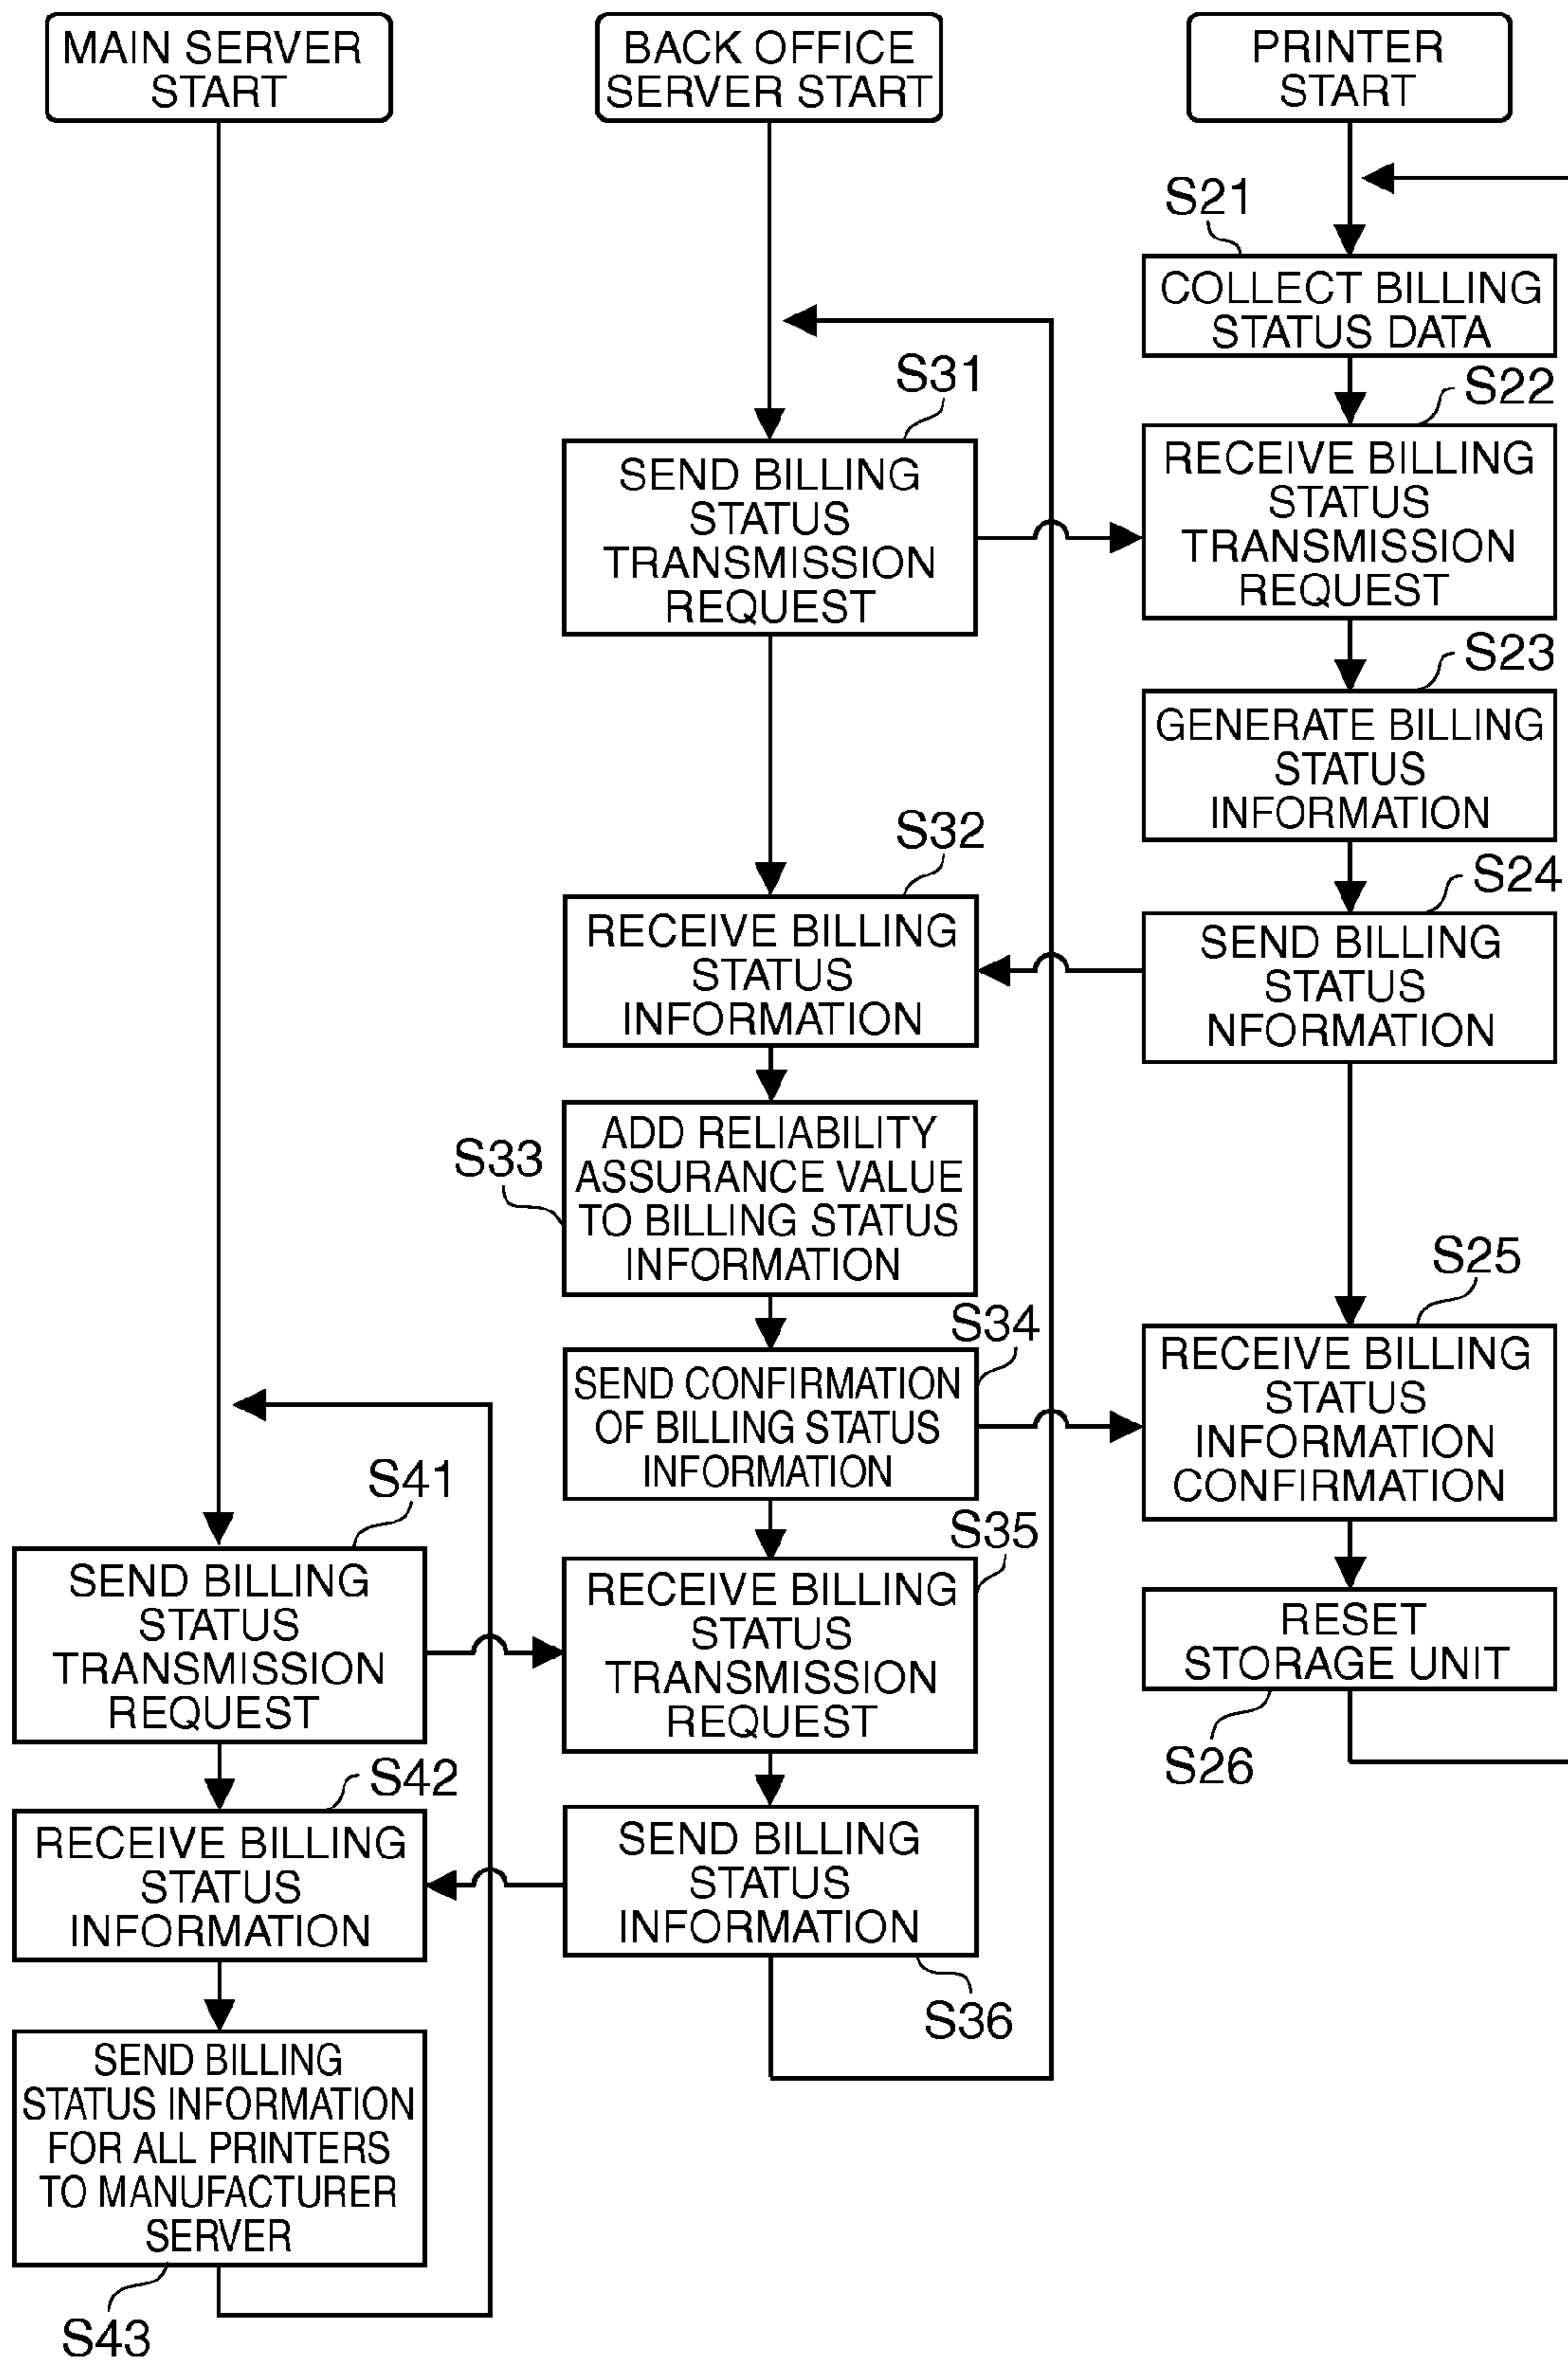 MAIN SERVER
START
BACK OFFICE
SERVER START
PRINTER
START
S21
COLLECT BILLING
STATUS DATA
S31
SEND BILLING
STATUS
TRANSMISSION
REQUEST
S22
RECEIVE BILLING
STATUS
TRANSMISSION
REQUEST
S23
GENERATE BILLING
STATUS
INFORMATION
S32
RECEIVE BILLING
STATUS
INFORMATION
S24
SEND BILLING
STATUS
NFORMATION
S33
ADD RELIABILITY
ASSURANCE VALUE
TO BILLING STATUS
INFORMATION
S34
SEND CONFIRMATION
OF BILLING STATUS
INFORMATION
S25
RECEIVE BILLING
STATUS
INFORMATION
CONFIRMATION
S41
SEND BILLING
STATUS
TRANSMISSION
REQUEST
S35
RECEIVE BILLING
STATUS
TRANSMISSION
REQUEST
RESET
STORAGE UNIT
S26
S42
RECEIVE BILLING
STATUS
INFORMATION
SEND BILLING
STATUS
INFORMATION
S36
SEND BILLING
STATUS INFORMATION
FOR ALL PRINTERS
TO MANUFACTURER
SERVER
S43